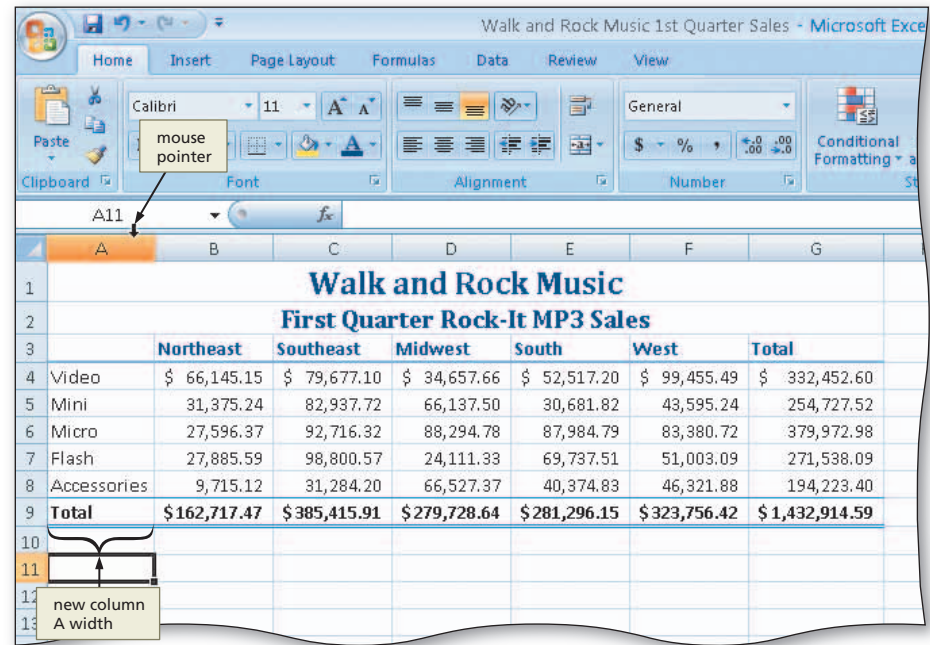 Walk and Rock Music 1st Quarter Sales - Microsoft Exce
Home Insert Page Layout Formulas Data Review View
Calibri 11 A A General
Paste
mouse
pointer
A $ % , .0 .00 .00 .0
Conditional
Formatting
Clipboard Font Alignment Number St
A11 fx
A B C D E F G
1 Walk and Rock Music
2 First Quarter Rock-It MP3 Sales
3 Northeast Southeast Midwest South West Total
4 Video $ 66,145.15 $ 79,677.10 $ 34,657.66 $ 52,517.20 $ 99,455.49 $ 332,452.60
5 Mini 31,375.24 82,937.72 66,137.50 30,681.82 43,595.24 254,727.52
6 Micro 27,596.37 92,716.32 88,294.78 87,984.79 83,380.72 379,972.98
7 Flash 27,885.59 98,800.57 24,111.33 69,737.51 51,003.09 271,538.09
8 Accessories 9,715.12 31,284.20 66,527.37 40,374.83 46,321.88 194,223.40
9 Total $162,717.47 $385,415.91 $279,728.64 $281,296.15 $323,756.42 $1,432,914.59
10
11
12
new column
A width
13